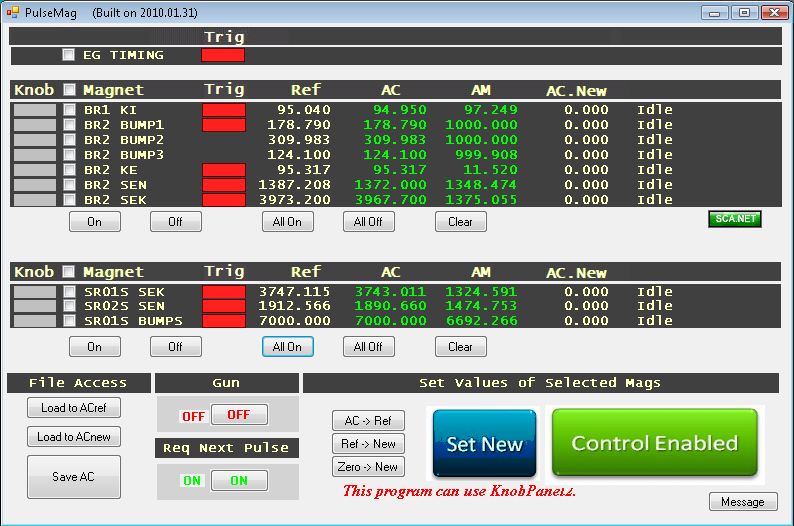 PulseMag (Built on 2010.01.31)
Trig
EG TIMING
Knob Magnet Trig Ref AC AM AC.New
BR1 KI 95.040 94.950 97.249 0.000 Idle
BR2 BUMP1 178.790 178.790 1000.000 0.000 Idle
BR2 BUMP2 309.983 309.983 1000.000 0.000 Idle
BR2 BUMP3 124.100 124.100 999.908 0.000 Idle
BR2 KE 95.317 95.317 11.520 0.000 Idle
BR2 SEN 1387.208 1372.000 1348.474 0.000 Idle
BR2 SEK 3973.200 3967.700 1375.055 0.000 Idle
On Off All On All Off Clear SCA.NET
Knob Magnet Trig Ref AC AM AC.New
SR01S SEK 3747.115 3743.011 1324.591 0.000 Idle
SR02S SEN 1912.566 1890.660 1474.753 0.000 Idle
SR01S BUMPS 7000.000 7000.000 6692.266 0.000 Idle
On Off All On All Off Clear
File Access Gun Set Values of Selected Mags
Load to ACref
Load to ACnew
Save AC
OFF OFF
Req Next Pulse
ON ON
AC -> Ref
Ref -> New
Zero -> New
Set New
Control Enabled
This program can use KnobPanel2.
Message